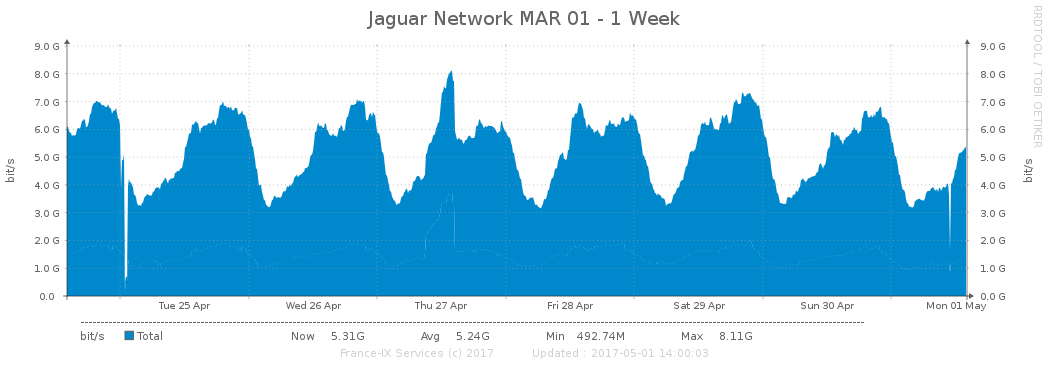 Jaguar Network MAR 01 - 1 Week
RRDTOOL / TOBI OETIKER
9.0 G 9.0 G
8.0 G 8.0 G
7.0 G 7.0 G
6.0 G 6.0 G
5.0 G 5.0 G
4.0 G 4.0 G
3.0 G 3.0 G
2.0 G 2.0 G
1.0 G 1.0 G
0.0 0.0 G
bit/s bit/s
Tue 25 Apr Wed 26 Apr Thu 27 Apr Fri 28 Apr Sat 29 Apr Sun 30 Apr Mon 01 May
bit/s Total Now 5.31G Avg 5.24G Min 492.74M Max 8.11G
France-IX Services (c) 2017 Updated : 2017-05-01 14:00:03